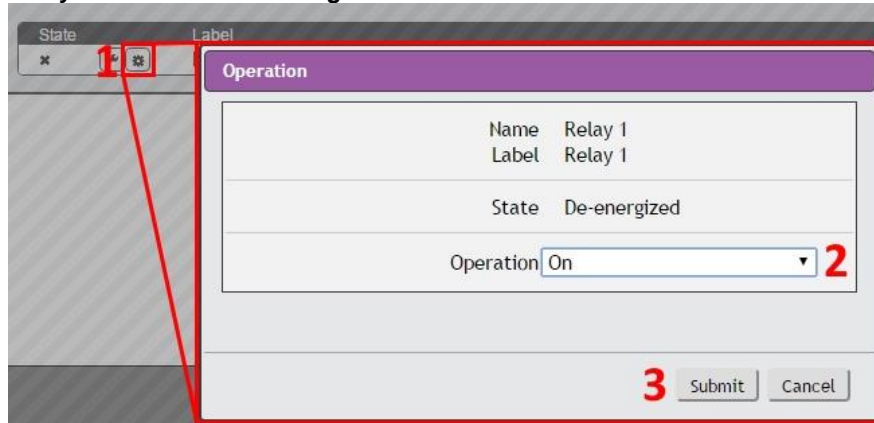 State Label
1
Operation
Name Relay 1
Label Relay 1
State De-energized
Operation On 2
3 Submit Cancel